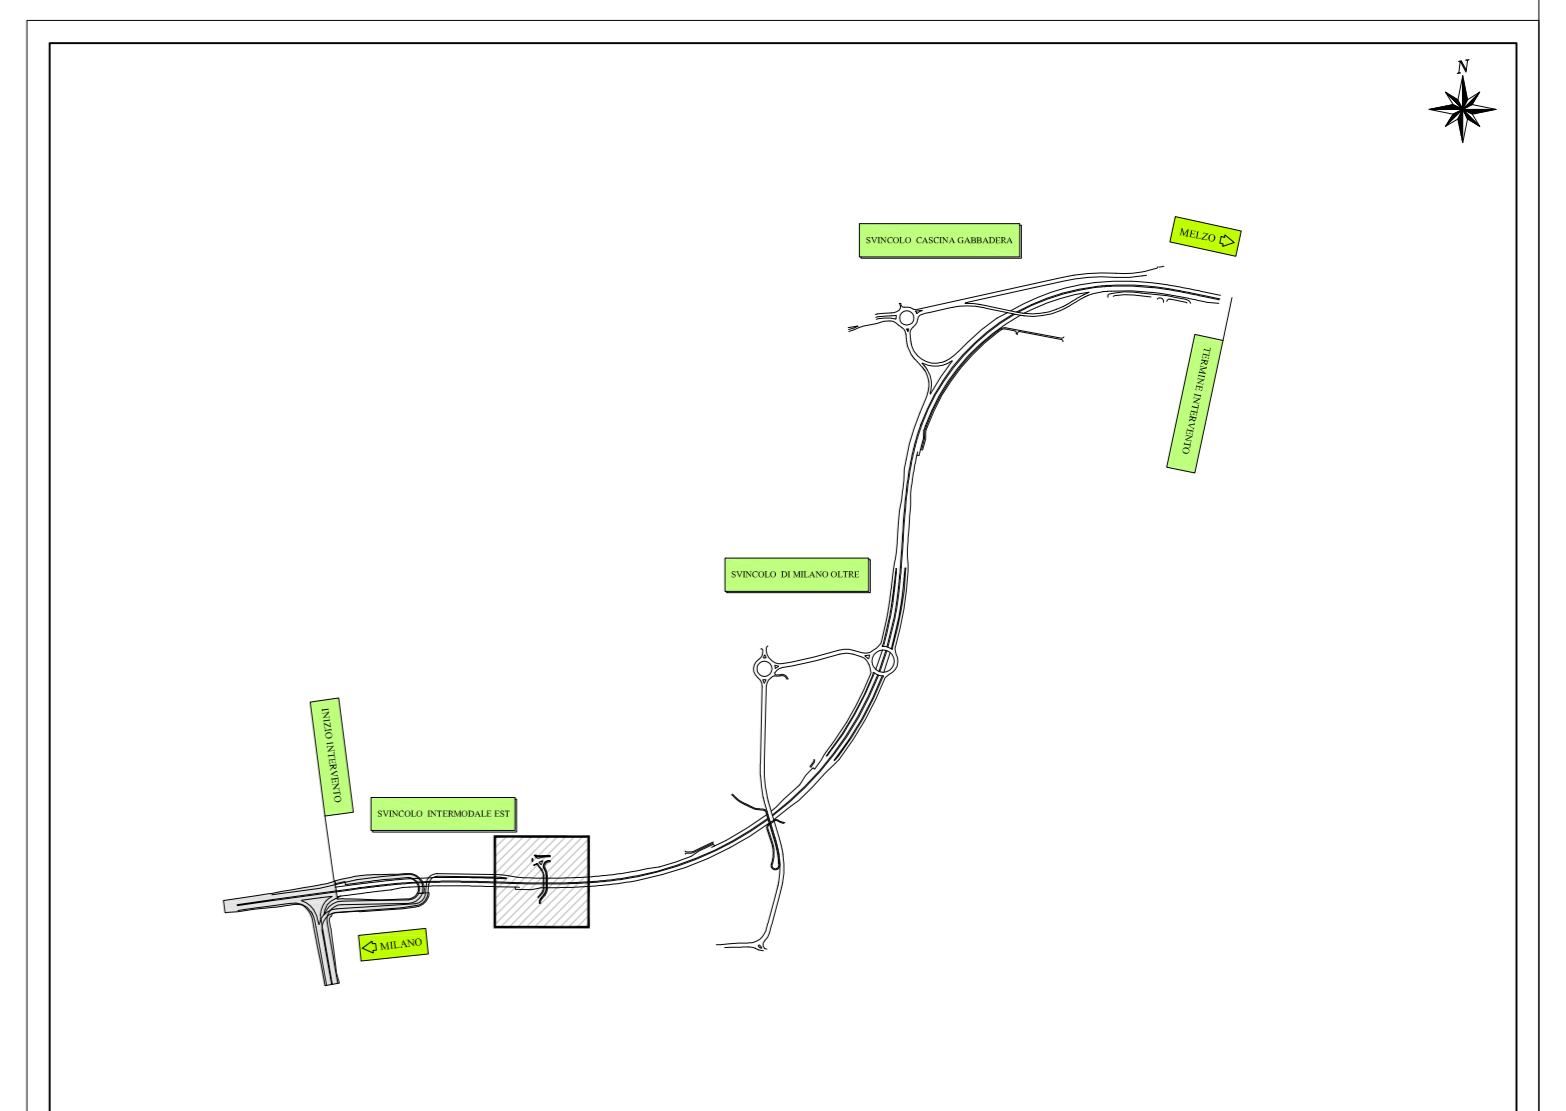 N
MELZO
SVINCOLO CASCINA GABBADERA
TERMINE INTERVENTO
SVINCOLO DI MILANO OLTRE
INIZIO INTERVENTO
SVINCOLO INTERMODALE EST
MILANO